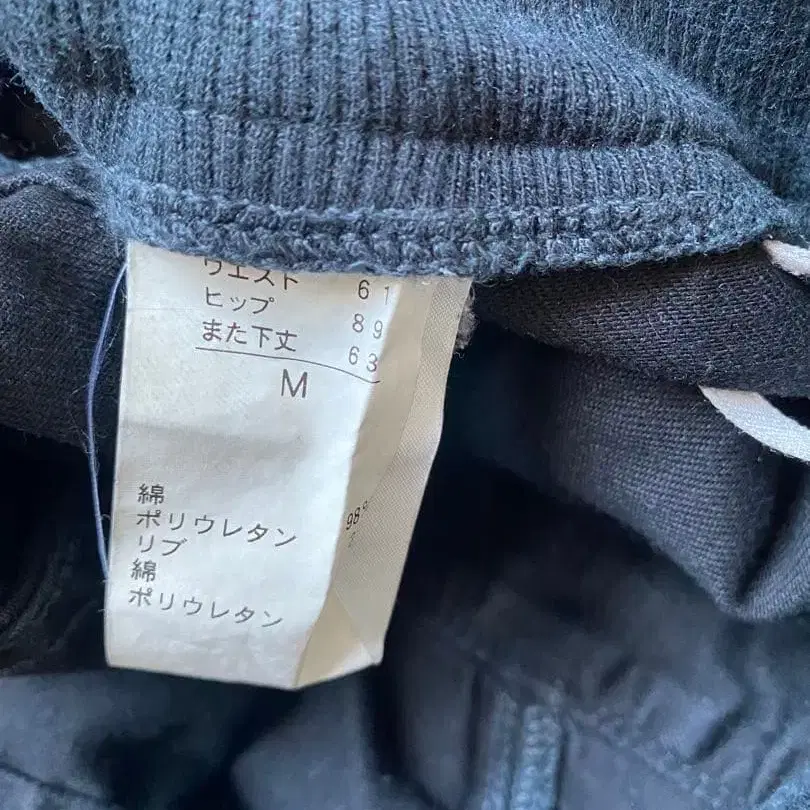 ウエスト 61
ヒップ 89
また下丈 63
M
綿 98%
ポリウレタン
リブ
綿
ポリウレタン